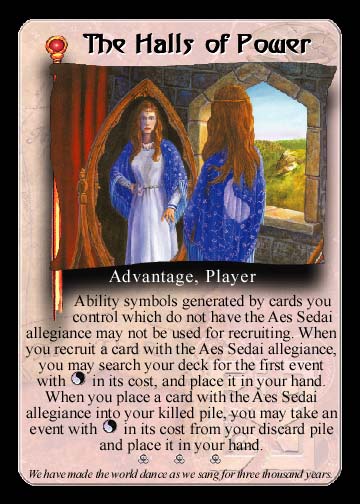 The Halls of Power
Advantage, Player
Ability symbols generated by cards you
control which do not have the Aes Sedai
allegiance may not be used for recruiting. When
you recruit a card with the Aes Sedai allegiance,
you may search your deck for the first event
with ☯ in its cost, and place it in your hand.
When you place a card with the Aes Sedai
allegiance into your killed pile, you may take an
event with ☯ in its cost from your discard pile
and place it in your hand.
We have made the world dance as we sang for three thousand years.